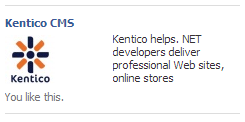 Kentico CMS
Kentico helps. NET
developers deliver
professional Web sites,
online stores
Kentico
You like this.